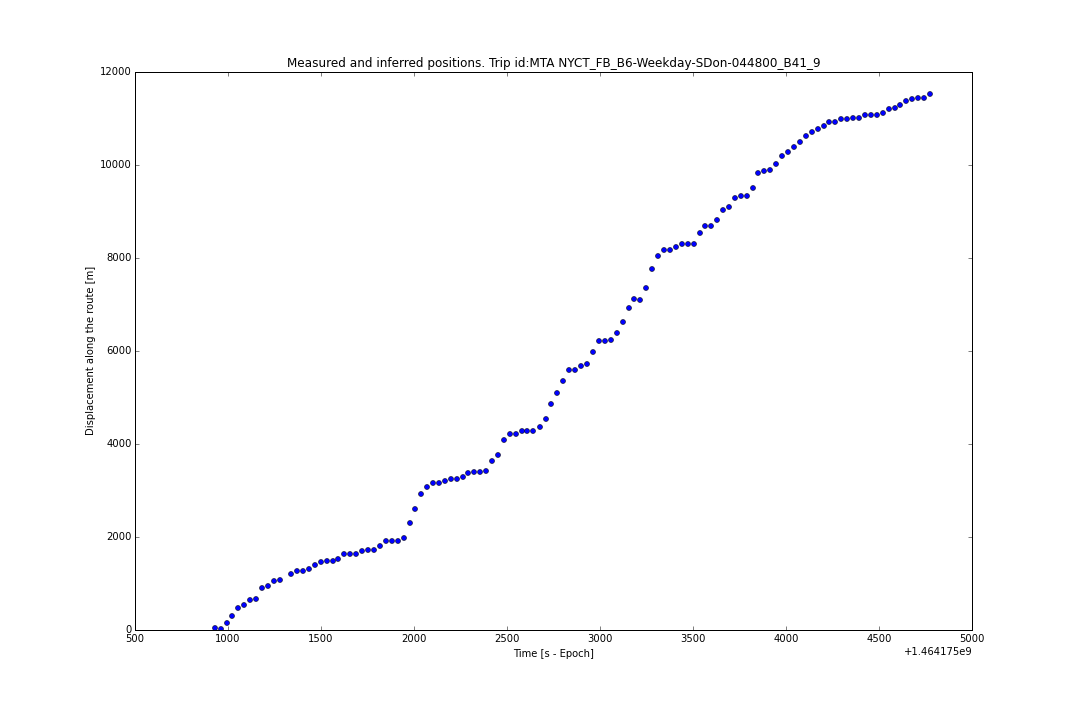 Measured and inferred positions. Trip id:MTA NYCT_FB_B6-Weekday-SDon-044800_B41_9
12000
10000
8000
6000
4000
2000
0
Displacement along the route [m]
500 1000 1500 2000 2500 3000 3500 4000 4500 5000
Time [s - Epoch]
+1.464175e9